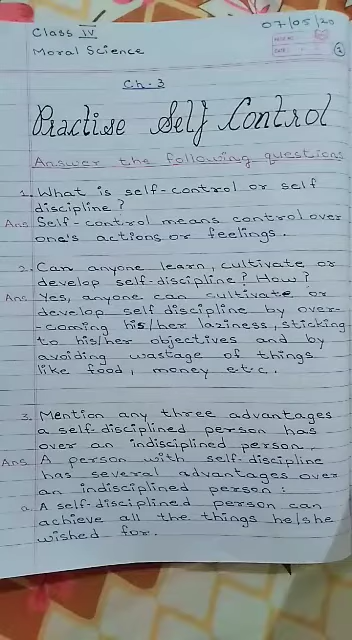 Class IV
07/05/20
Moral Science
2
Ch-3
Practise Self Control
Answer the following questions
1. What is self-control or self
discipline?
Ans Self-control means control over
one's actions or feelings.
2. Can anyone learn, cultivate or
develop self-discipline? How?
Ans Yes, anyone can cultivate or
develop self discipline by over-
-coming his/her laziness, sticking
to his/her objectives and by
avoiding wastage of things
like food, money etc.
3. Mention any three advantages
a self-disciplined person has
over an indisciplined person.
Ans A person with self-discipline
has several advantages over
an indisciplined person:
a. A self-disciplined person can
achieve all the things he/she
wished for.